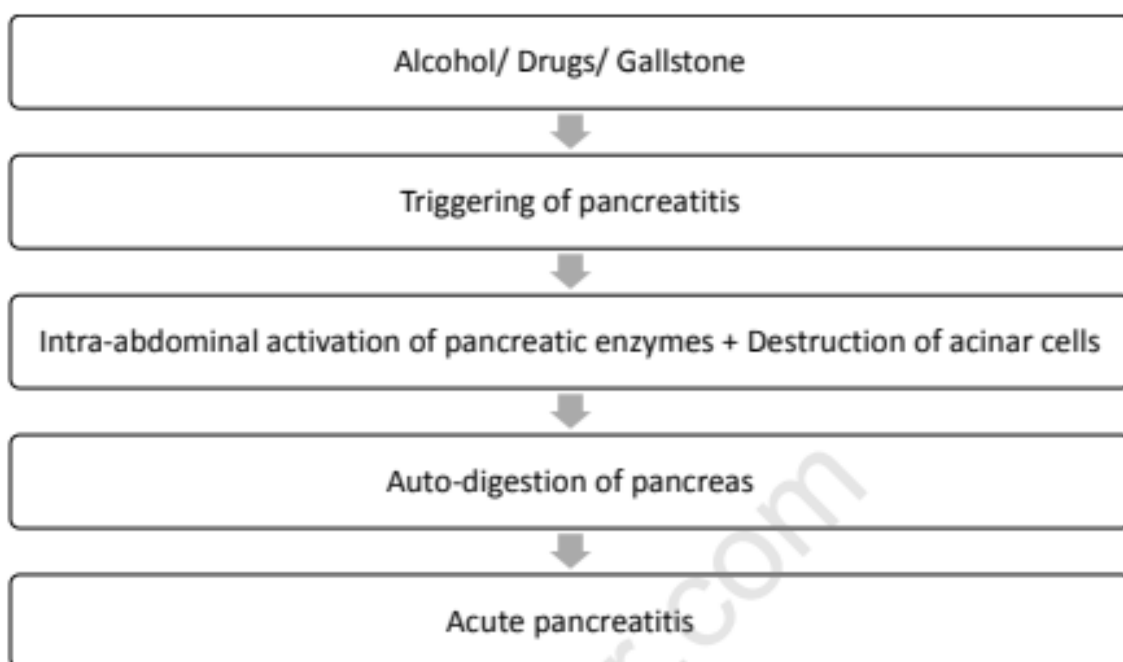 Alcohol/ Drugs/ Gallstone
Triggering of pancreatitis
Intra-abdominal activation of pancreatic enzymes + Destruction of acinar cells
Auto-digestion of pancreas
Acute pancreatitis
r.com